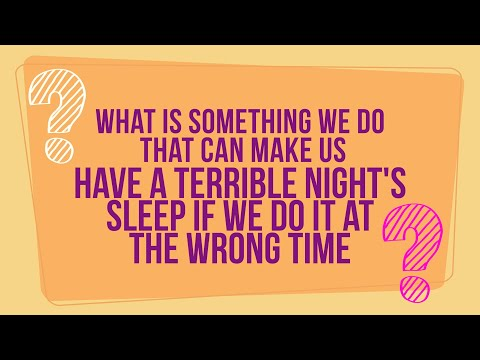 WHAT IS SOMETHING WE DO
THAT CAN MAKE US
HAVE A TERRIBLE NIGHT'S
SLEEP IF WE DO IT AT
THE WRONG TIME
?
?